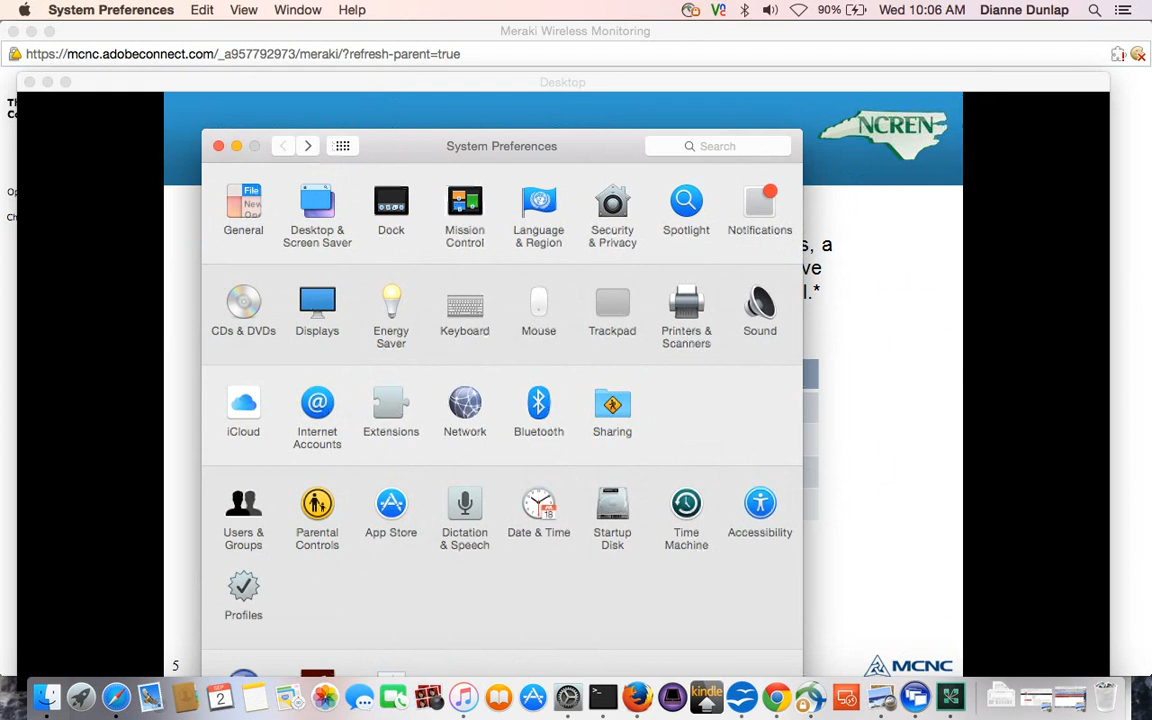 System Preferences Edit View Window Help 90% Wed 10:06 AM Dianne Dunlap
Meraki Wireless Monitoring
https://mcnc.adobeconnect.com/_a957792973/meraki/?refresh-parent=true
Desktop
NCREN
System Preferences
Search
General
Desktop &
Screen Saver
Dock
Mission
Control
Language
& Region
Security
& Privacy
Spotlight
Notifications
s, a
ve
l.*
CDs & DVDs
Displays
Energy
Saver
Keyboard
Mouse
Trackpad
Printers &
Scanners
Sound
iCloud
Internet
Accounts
Extensions
Network
Bluetooth
Sharing
Users &
Groups
Parental
Controls
App Store
Dictation
& Speech
Date & Time
Startup
Disk
Time
Machine
Accessibility
Profiles
5
MCNC
SEP
2
kindle